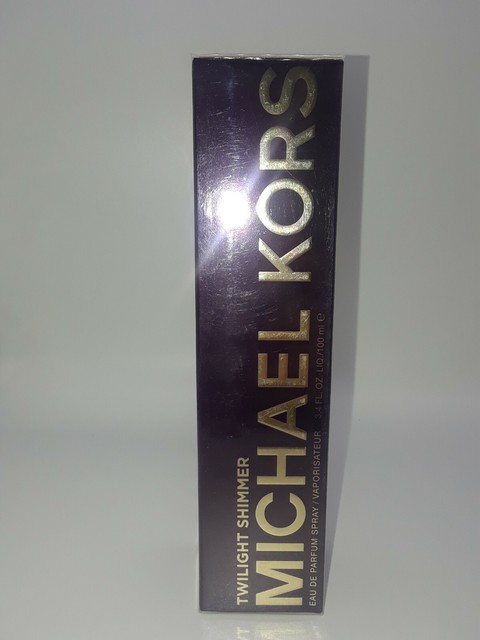 TWILIGHT SHIMMER
MICHAEL KORS
EAU DE PARFUM SPRAY / VAPORISATEUR 3.4 FL. OZ. LIQ./100 ml ℮